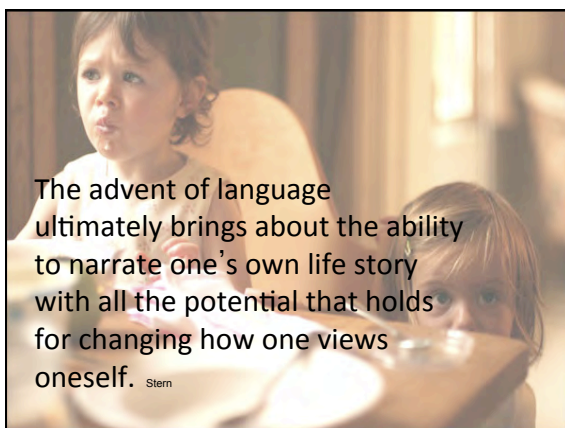 The advent of language
ultimately brings about the ability
to narrate one's own life story
with all the potential that holds
for changing how one views
oneself. Stern